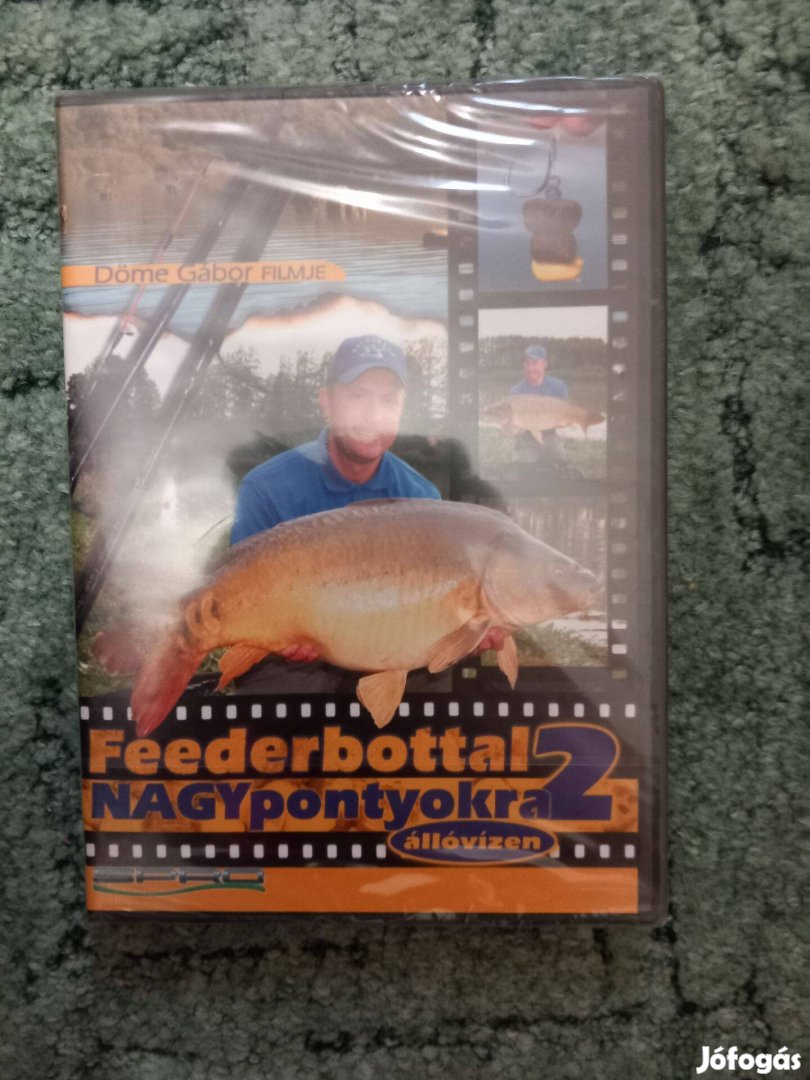 Döme Gábor FILMJE
Feederbottal 2
NAGYpontyokra
állóvízen
SPRO
Jófogás